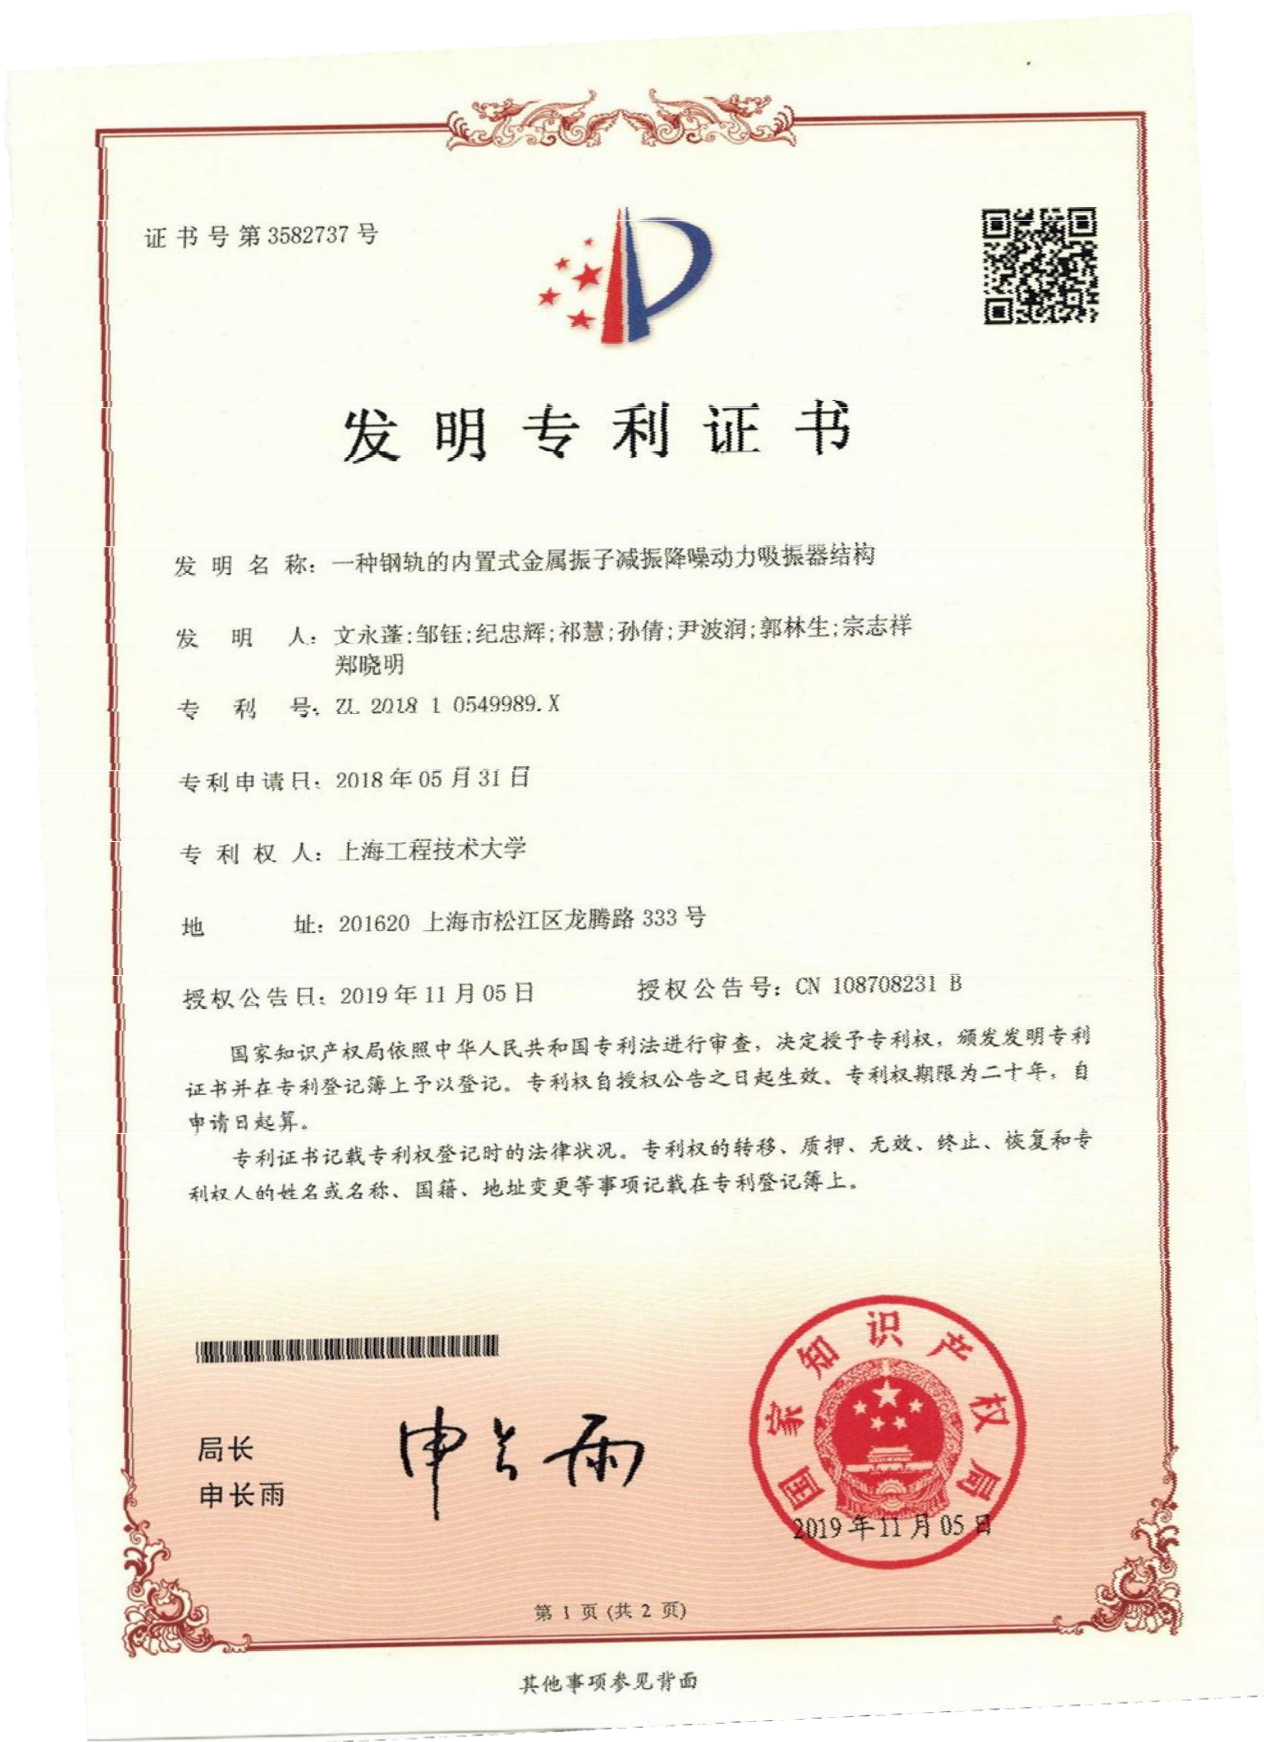 证书号第3582737号
发明专利证书
发明名称：一种钢轨的内置式金属振子减振降噪动力吸振器结构
发明人：文永蓬;邹钰;纪忠辉;祁慧;孙倩;尹波润;郭林生;宗志祥
郑晓明
专利号：ZL 2018 1 0549989.X
专利申请日：2018年05月31日
专利权人：上海工程技术大学
地址：201620 上海市松江区龙腾路333号
授权公告日：2019年11月05日 授权公告号：CN 108708231 B
国家知识产权局依照中华人民共和国专利法进行审查，决定授予专利权，颁发发明专利
证书并在专利登记簿上予以登记。专利权自授权公告之日起生效。专利权期限为二十年，自
申请日起算。
专利证书记载专利权登记时的法律状况。专利权的转移、质押、无效、终止、恢复和专
利权人的姓名或名称、国籍、地址变更等事项记载在专利登记簿上。
局长
申长雨
申长雨
国家知识产权局
2019年11月05日
第 1 页 (共 2 页)
其他事项参见背面